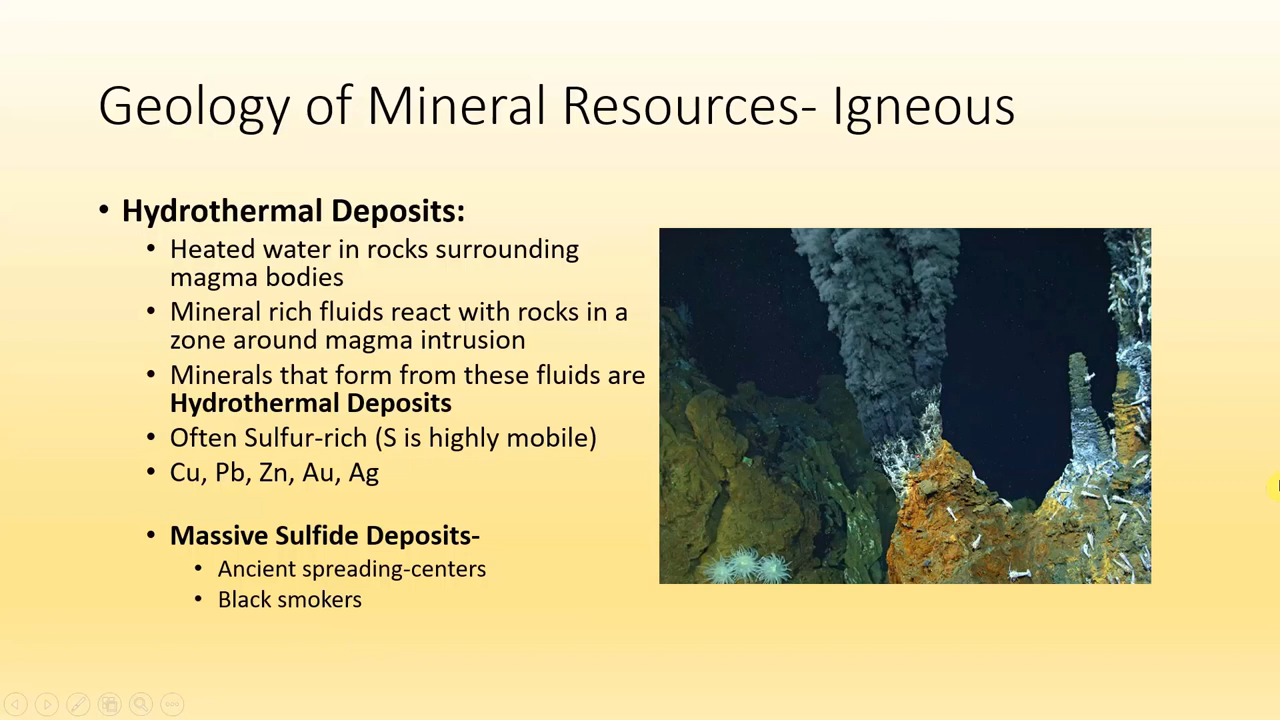 Geology of Mineral Resources- Igneous
• Hydrothermal Deposits:
• Heated water in rocks surrounding
magma bodies
• Mineral rich fluids react with rocks in a
zone around magma intrusion
• Minerals that form from these fluids are
Hydrothermal Deposits
• Often Sulfur-rich (S is highly mobile)
• Cu, Pb, Zn, Au, Ag
• Massive Sulfide Deposits-
• Ancient spreading-centers
• Black smokers